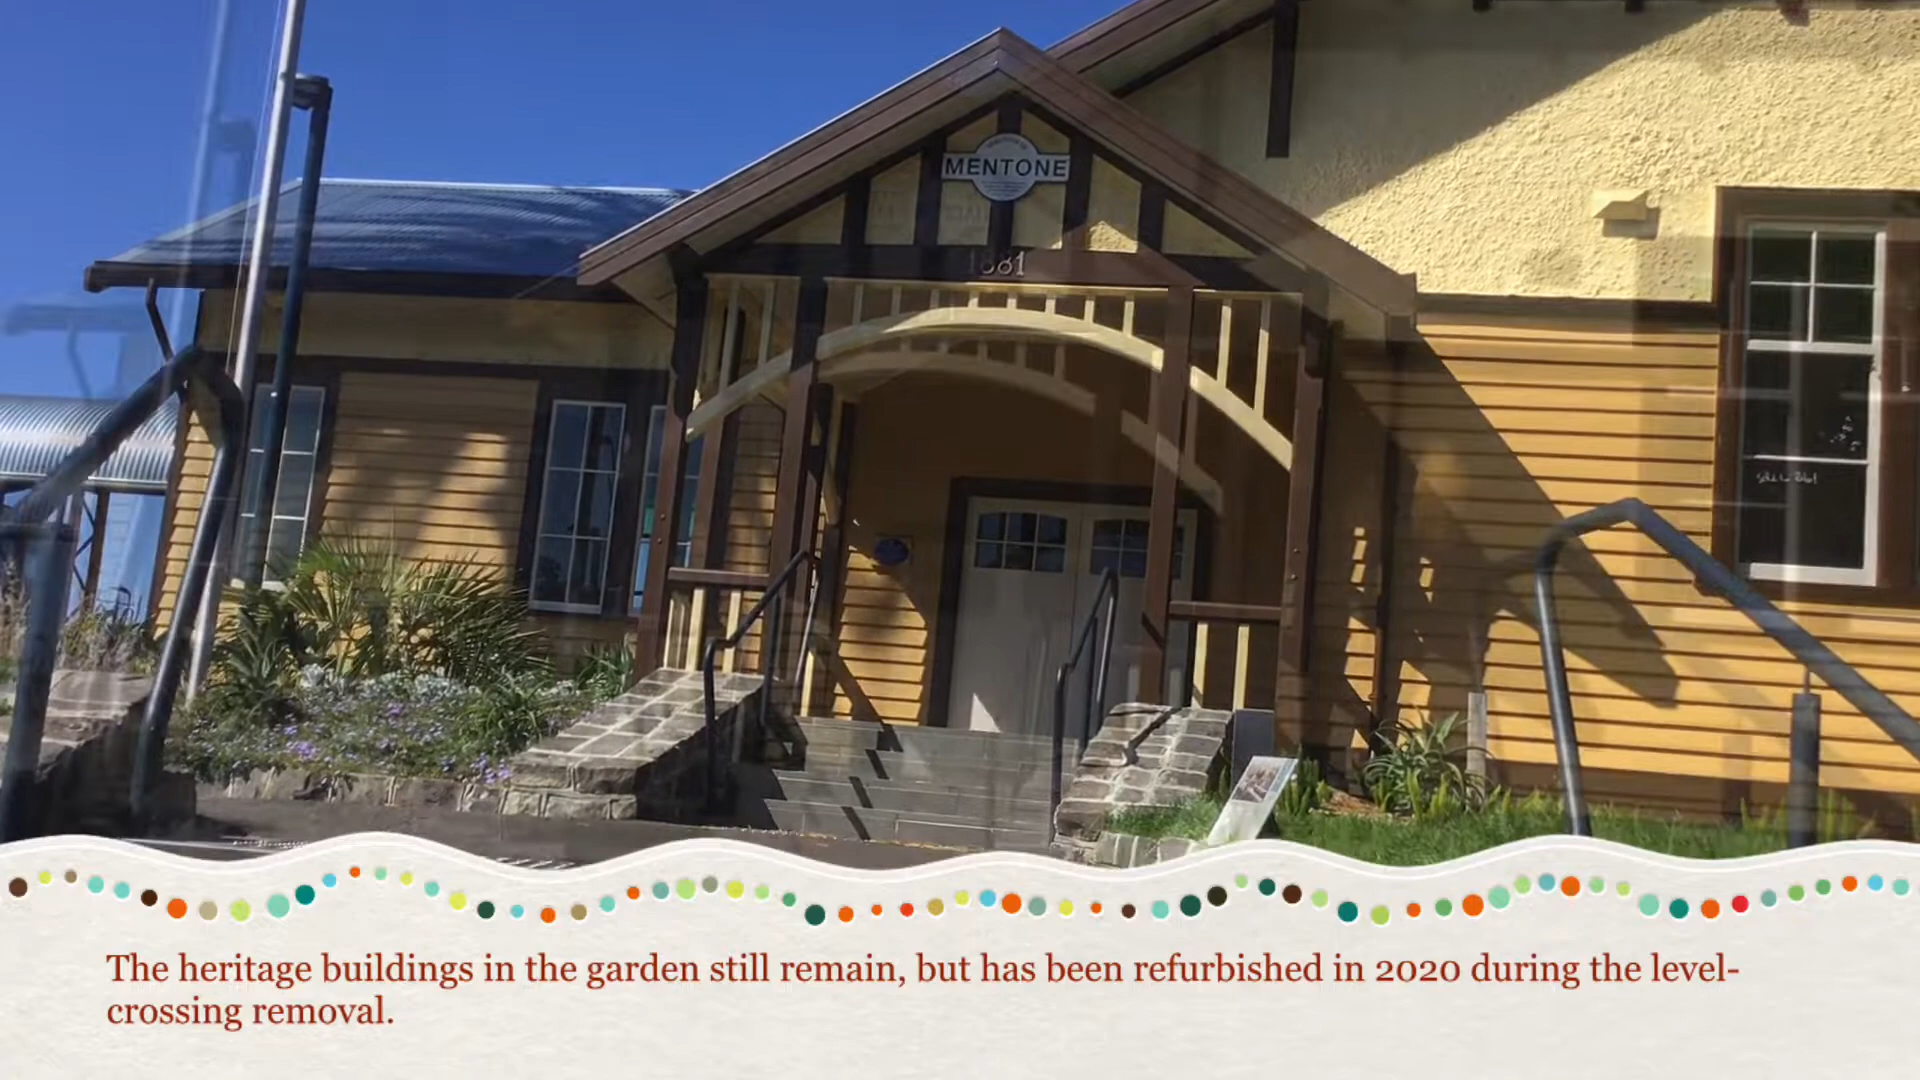 MENTONE
1881
The heritage buildings in the garden still remain, but has been refurbished in 2020 during the level-
crossing removal.